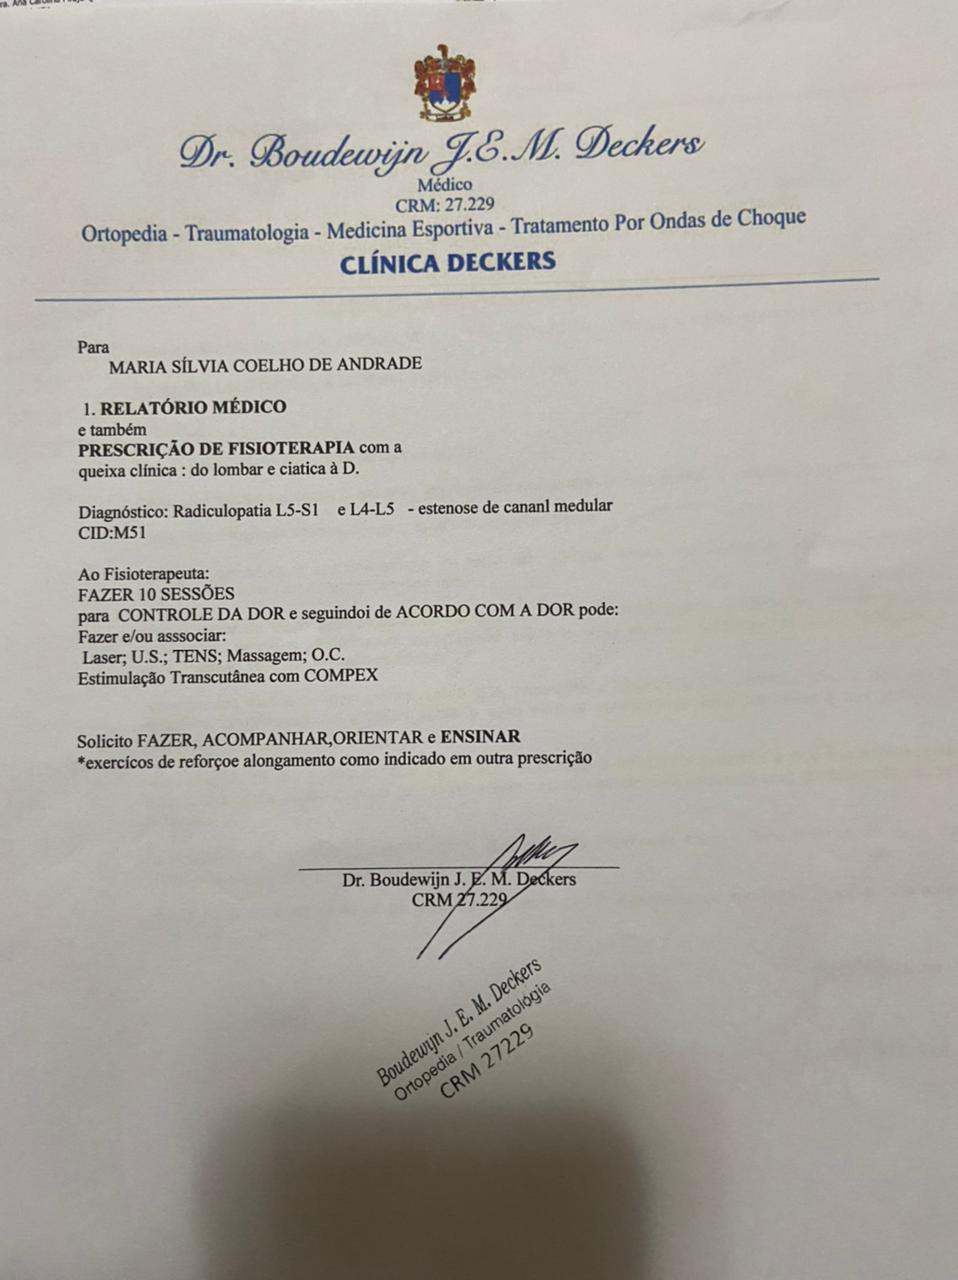 Dr. Boudewijn J.E.M. Deckers
Médico
CRM: 27.229
Ortopedia - Traumatologia - Medicina Esportiva - Tratamento Por Ondas de Choque
CLÍNICA DECKERS
Para
MARIA SÍLVIA COELHO DE ANDRADE
1. RELATÓRIO MÉDICO
e também
PRESCRIÇÃO DE FISIOTERAPIA com a
queixa clínica : do lombar e ciatica à D.
Diagnóstico: Radiculopatia L5-S1 e L4-L5 - estenose de cananl medular
CID:M51
Ao Fisioterapeuta:
FAZER 10 SESSÕES
para CONTROLE DA DOR e seguindoi de ACORDO COM A DOR pode:
Fazer e/ou asssociar:
Laser; U.S.; TENS; Massagem; O.C.
Estimulação Transcutânea com COMPEX
Solicito FAZER, ACOMPANHAR,ORIENTAR e ENSINAR
*exercícos de reforçoe alongamento como indicado em outra prescrição
Dr. Boudewijn J. E. M. Deckers
CRM 27.229
Boudewijn J. E. M. Deckers
Ortopedia / Traumatológia
CRM 27229